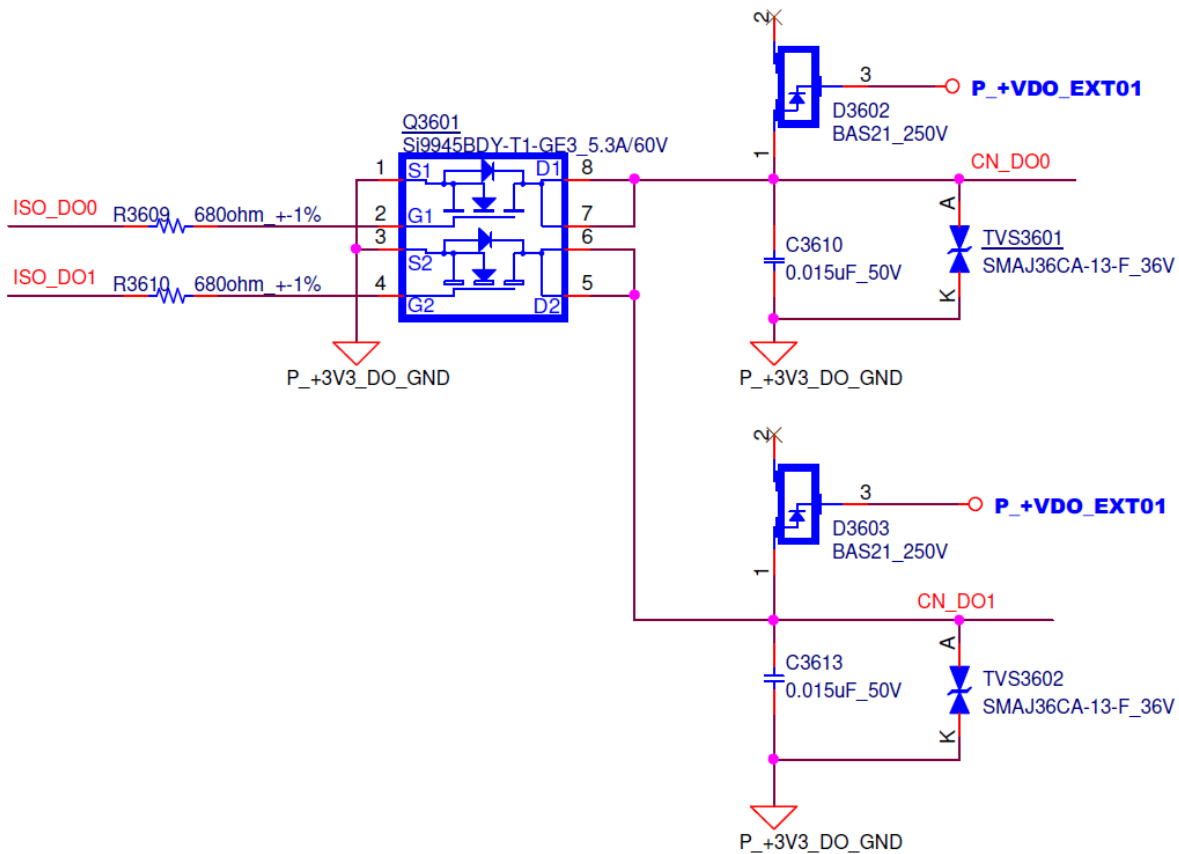 2
3
P_+VDO_EXT01
D3602
BAS21_250V
1
Q3601
Si9945BDY-T1-GE3_5.3A/60V
CN_DO0
1
S1
D1
8
ISO_DO0
R3609
680ohm_+-1%
2
G1
7
3
S2
6
ISO_DO1
R3610
680ohm_+-1%
4
G2
D2
5
A
C3610
0.015uF_50V
TVS3601
SMAJ36CA-13-F_36V
K
P_+3V3_DO_GND
P_+3V3_DO_GND
2
3
P_+VDO_EXT01
D3603
BAS21_250V
1
CN_DO1
A
C3613
0.015uF_50V
TVS3602
SMAJ36CA-13-F_36V
K
P_+3V3_DO_GND